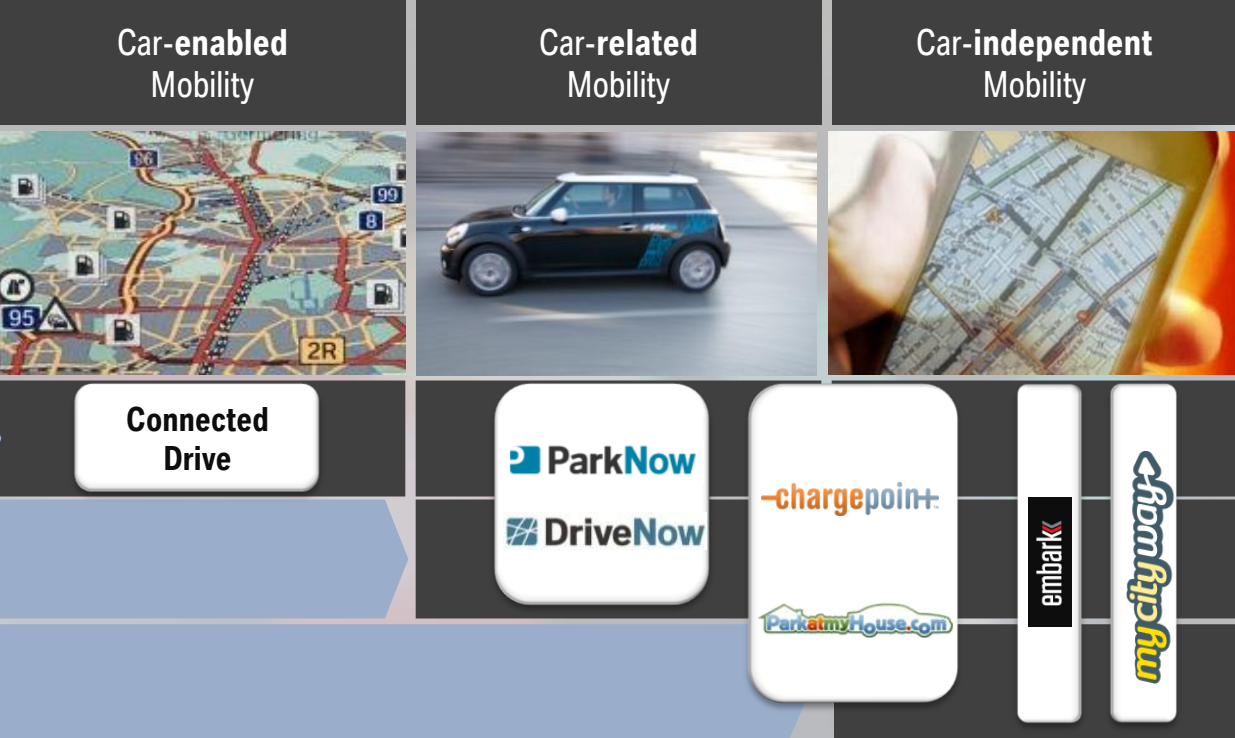 Car-enabled
Mobility
Car-related
Mobility
Car-independent
Mobility
96
99
8
95
2R
Connected
Drive
ParkNow
DriveNow
-chargepoin+
ParkatmyHouse.com
embark
mycityway